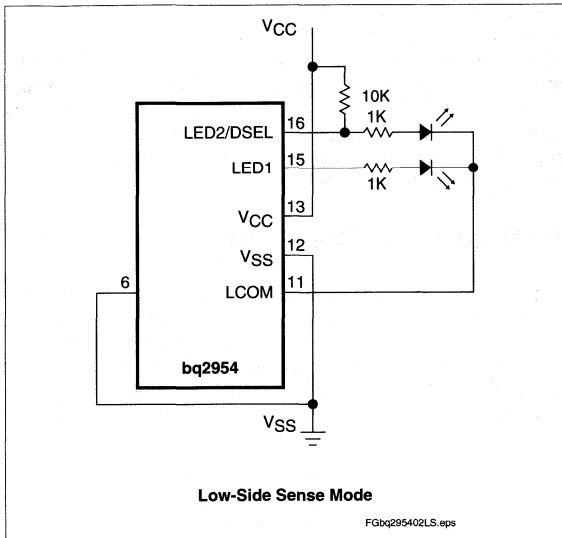 VCC
10K
1K
LED2/DSEL 16
LED1 15
1K
VCC 13
VSS 12
6
LCOM 11
bq2954
VSS
Low-Side Sense Mode
FGbq295402LS.eps